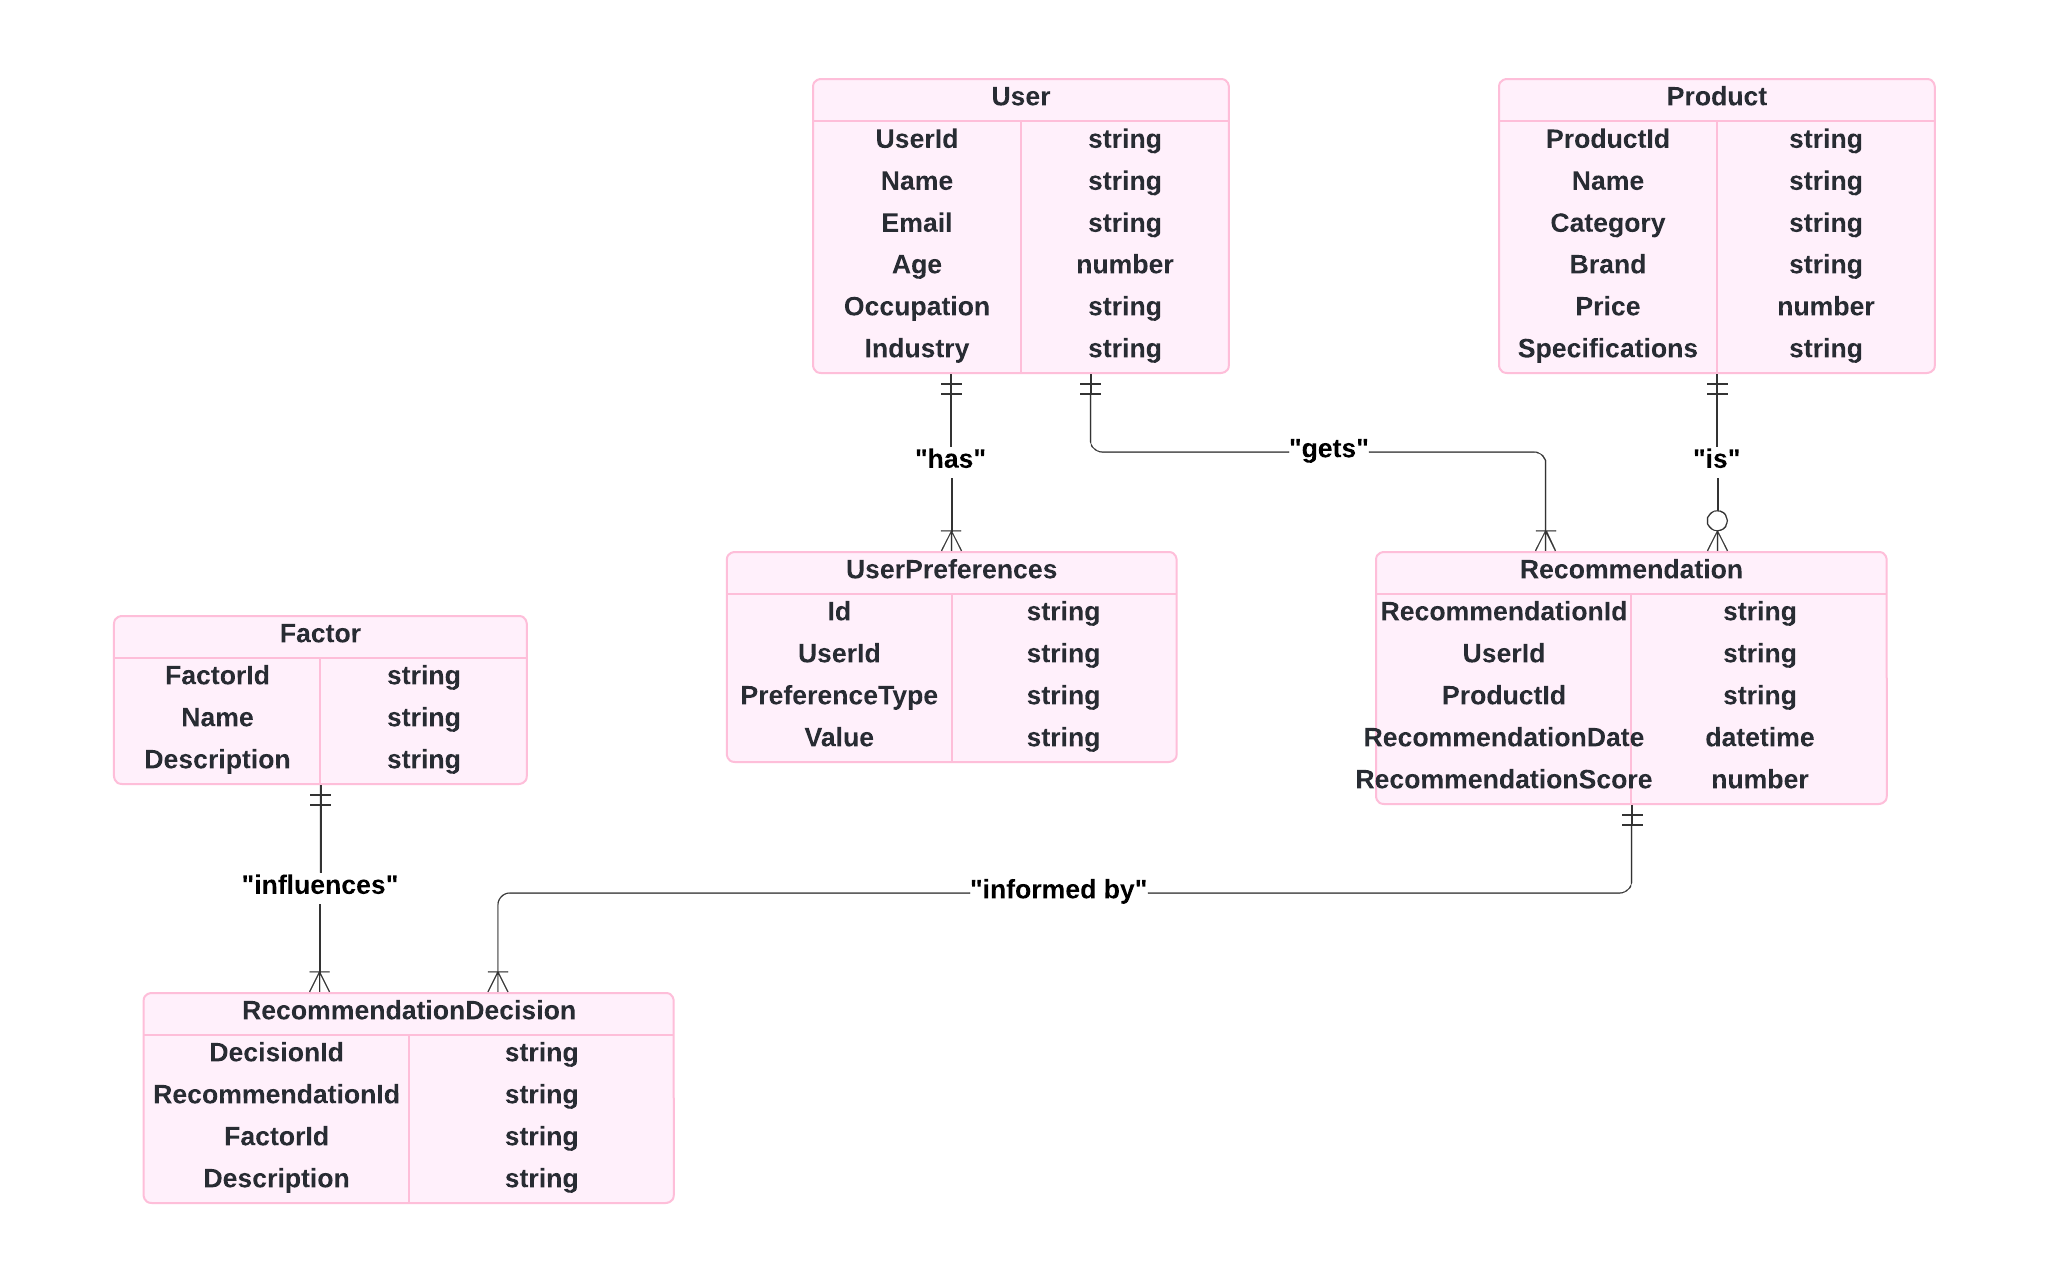 User
UserId string
Name string
Email string
Age number
Occupation string
Industry string
Product
ProductId string
Name string
Category string
Brand string
Price number
Specifications string
"has"
"gets"
"is"
UserPreferences
Id string
UserId string
PreferenceType string
Value string
Recommendation
RecommendationId string
UserId string
ProductId string
RecommendationDate datetime
RecommendationScore number
Factor
FactorId string
Name string
Description string
"influences"
"informed by"
RecommendationDecision
DecisionId string
RecommendationId string
FactorId string
Description string